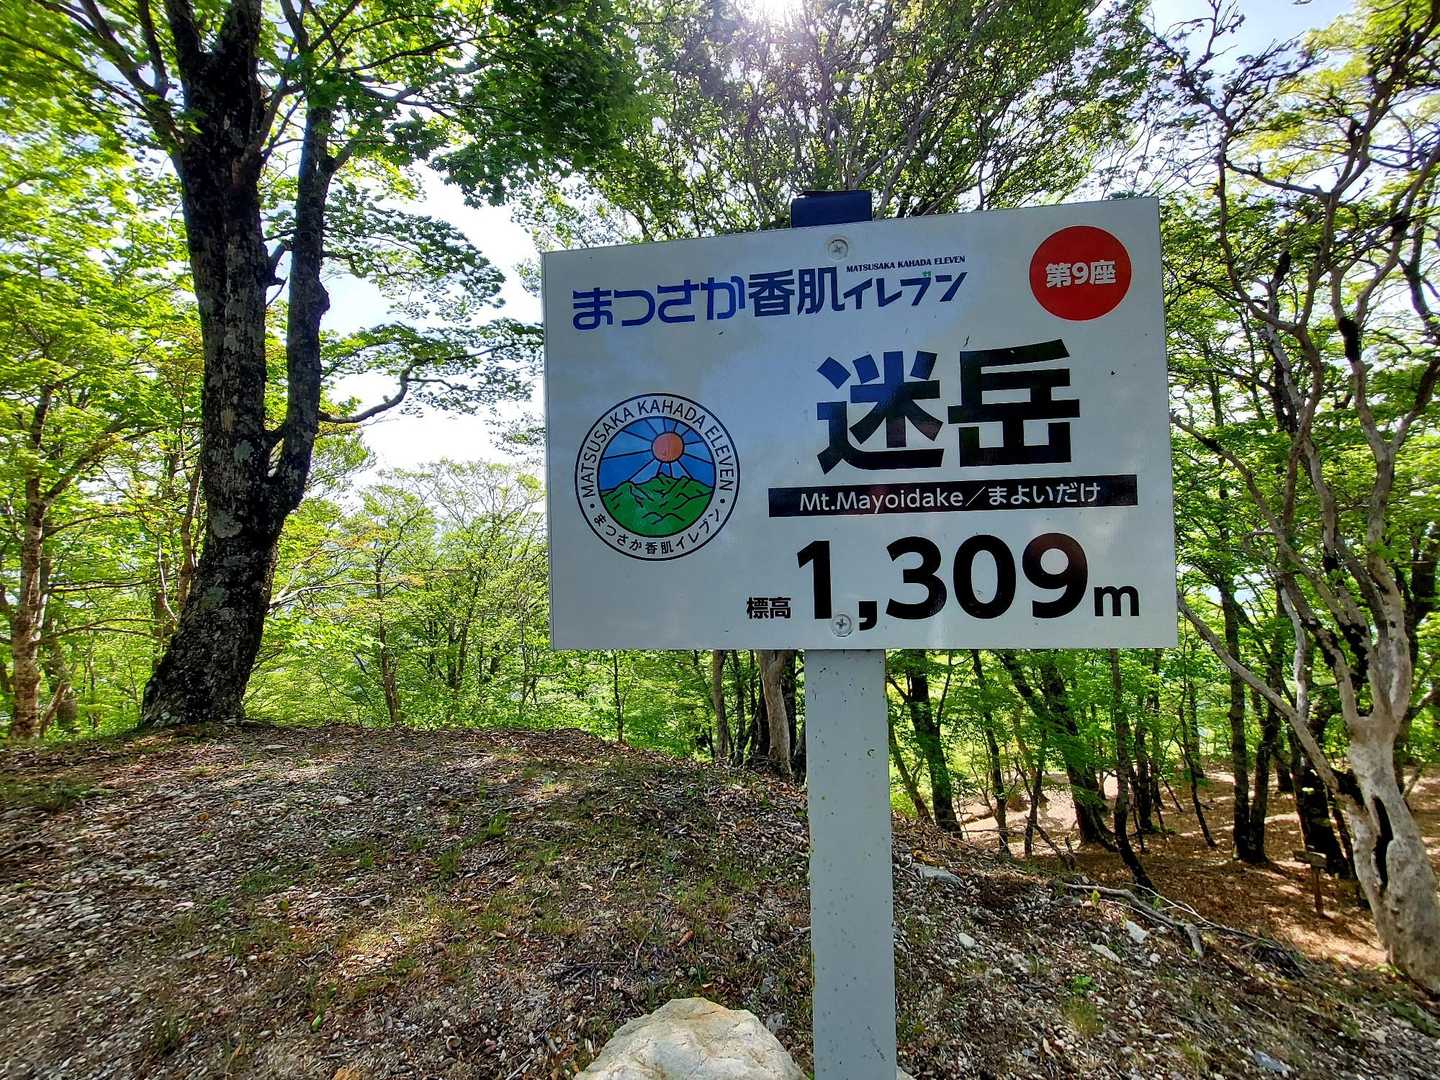 MATSUSAKA KAHADA ELEVEN
まつさか香肌イレブン
第9座
迷岳
Mt.Mayoidake／まよいだけ
標高 1,309m
MATSUSAKA KAHADA ELEVEN
まつさか香肌イレブン